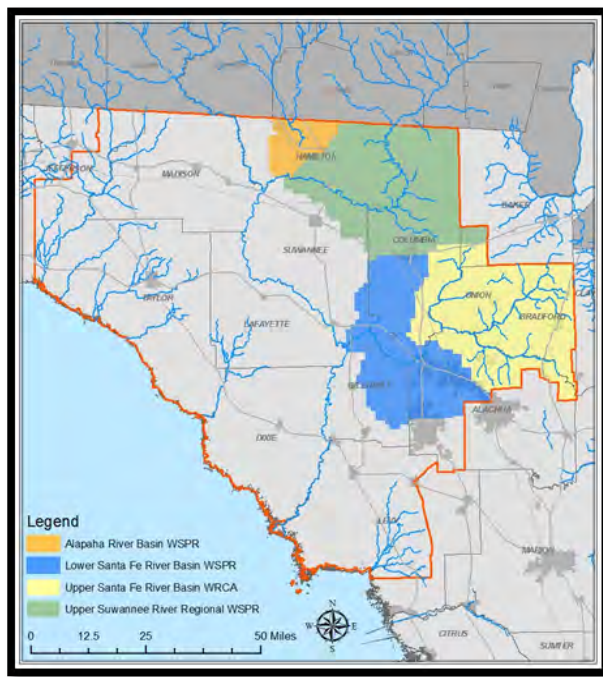 HAMILTON
MADISON
BAKER
SUWANNEE
COLUMBIA
UNION
BRADFORD
TAYLOR
LAFAYETTE
ALACHUA
DIXIE
LEVY
MARION
CITRUS
SUMTER
Legend
Alapaha River Basin WSPR
Lower Santa Fe River Basin WSPR
Upper Santa Fe River Basin WRCA
Upper Suwannee River Regional WSPR
0 12.5 25 50 Miles
N
W E
S